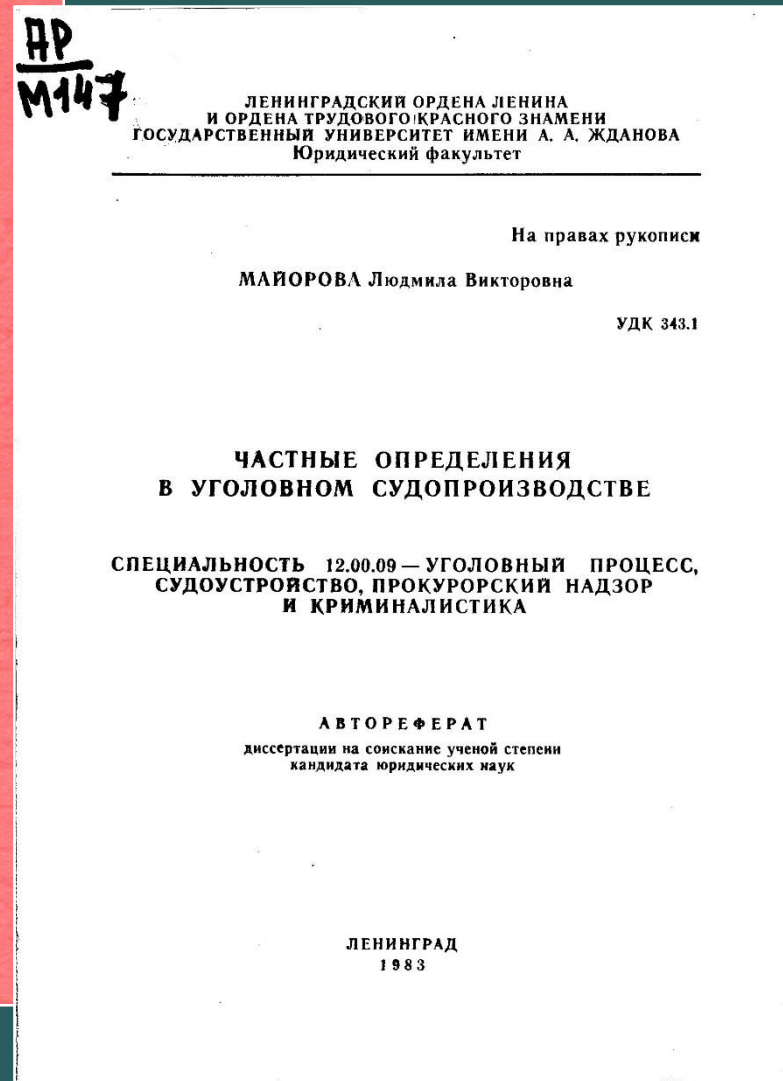 АР
М147
ЛЕНИНГРАДСКИЙ ОРДЕНА ЛЕНИНА
И ОРДЕНА ТРУДОВОГО КРАСНОГО ЗНАМЕНИ
ГОСУДАРСТВЕННЫЙ УНИВЕРСИТЕТ ИМЕНИ А. А. ЖДАНОВА
Юридический факультет
На правах рукописи
МАЙОРОВА Людмила Викторовна
УДК 343.1
ЧАСТНЫЕ ОПРЕДЕЛЕНИЯ
В УГОЛОВНОМ СУДОПРОИЗВОДСТВЕ
СПЕЦИАЛЬНОСТЬ 12.00.09 — УГОЛОВНЫЙ ПРОЦЕСС,
СУДОУСТРОЙСТВО, ПРОКУРОРСКИЙ НАДЗОР
И КРИМИНАЛИСТИКА
АВТОРЕФЕРАТ
диссертации на соискание ученой степени
кандидата юридических наук
ЛЕНИНГРАД
1983